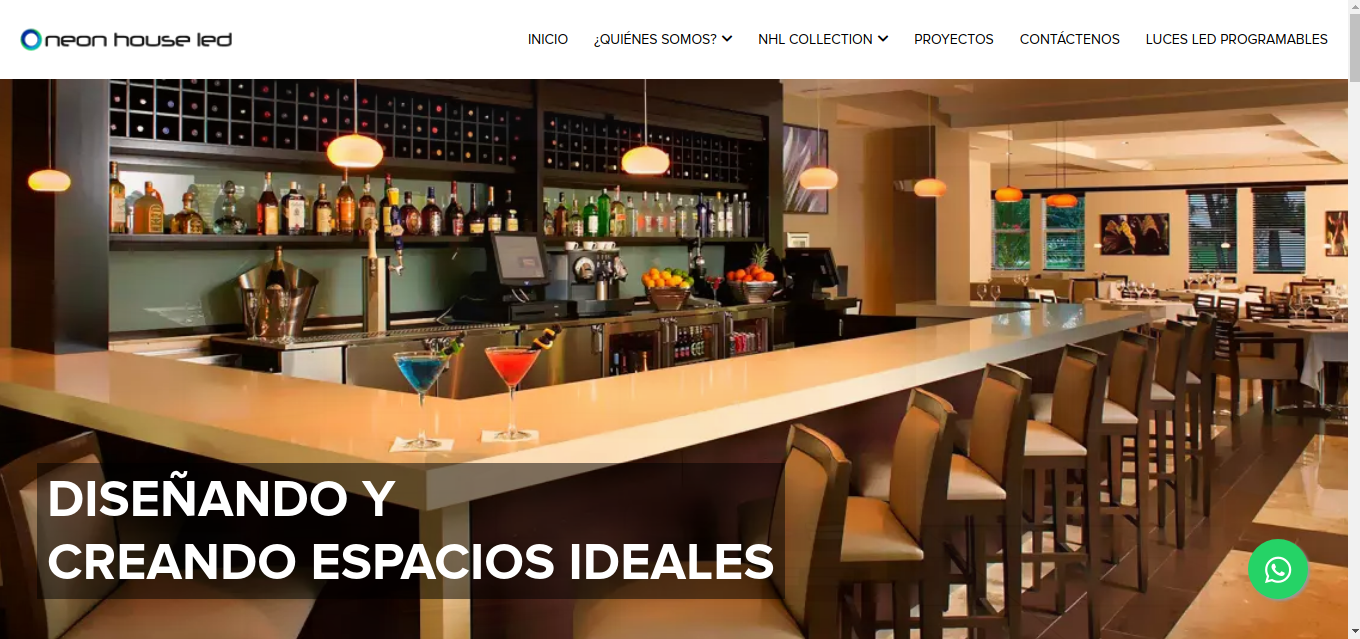 neon house led
INICIO
¿QUIÉNES SOMOS?
NHL COLLECTION
PROYECTOS
CONTÁCTENOS
LUCES LED PROGRAMABLES
DISEÑANDO Y
CREANDO ESPACIOS IDEALES